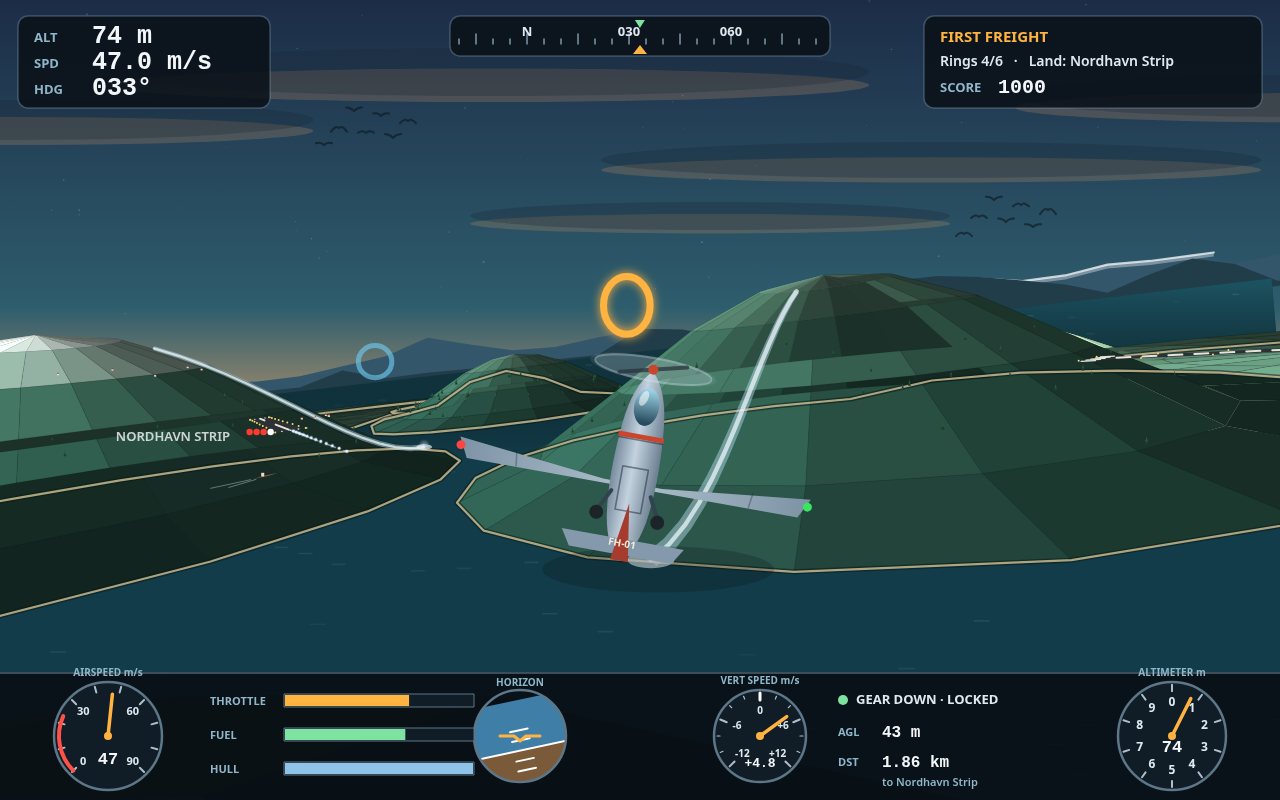 ALT 74 m
SPD 47.0 m/s
HDG 033°
N 030 060
FIRST FREIGHT
Rings 4/6 · Land: Nordhavn Strip
SCORE 1000
NORDHAVN STRIP
FH-01
AIRSPEED m/s
0 30 60 90
47
THROTTLE
FUEL
HULL
HORIZON
VERT SPEED m/s
-12 -6 0 +6 +12
+4.8
GEAR DOWN · LOCKED
AGL 43 m
DST 1.86 km
to Nordhavn Strip
ALTIMETER m
0 1 2 3 4 5 6 7 8 9
74